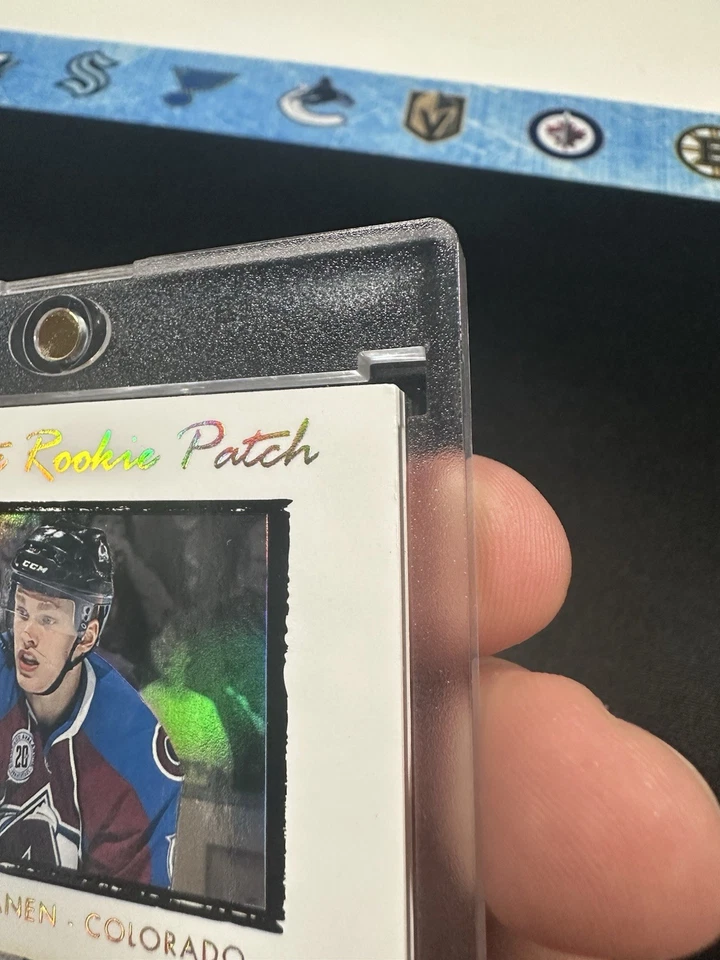 Rookie Patch
CCM
20
ANEN · COLORADO